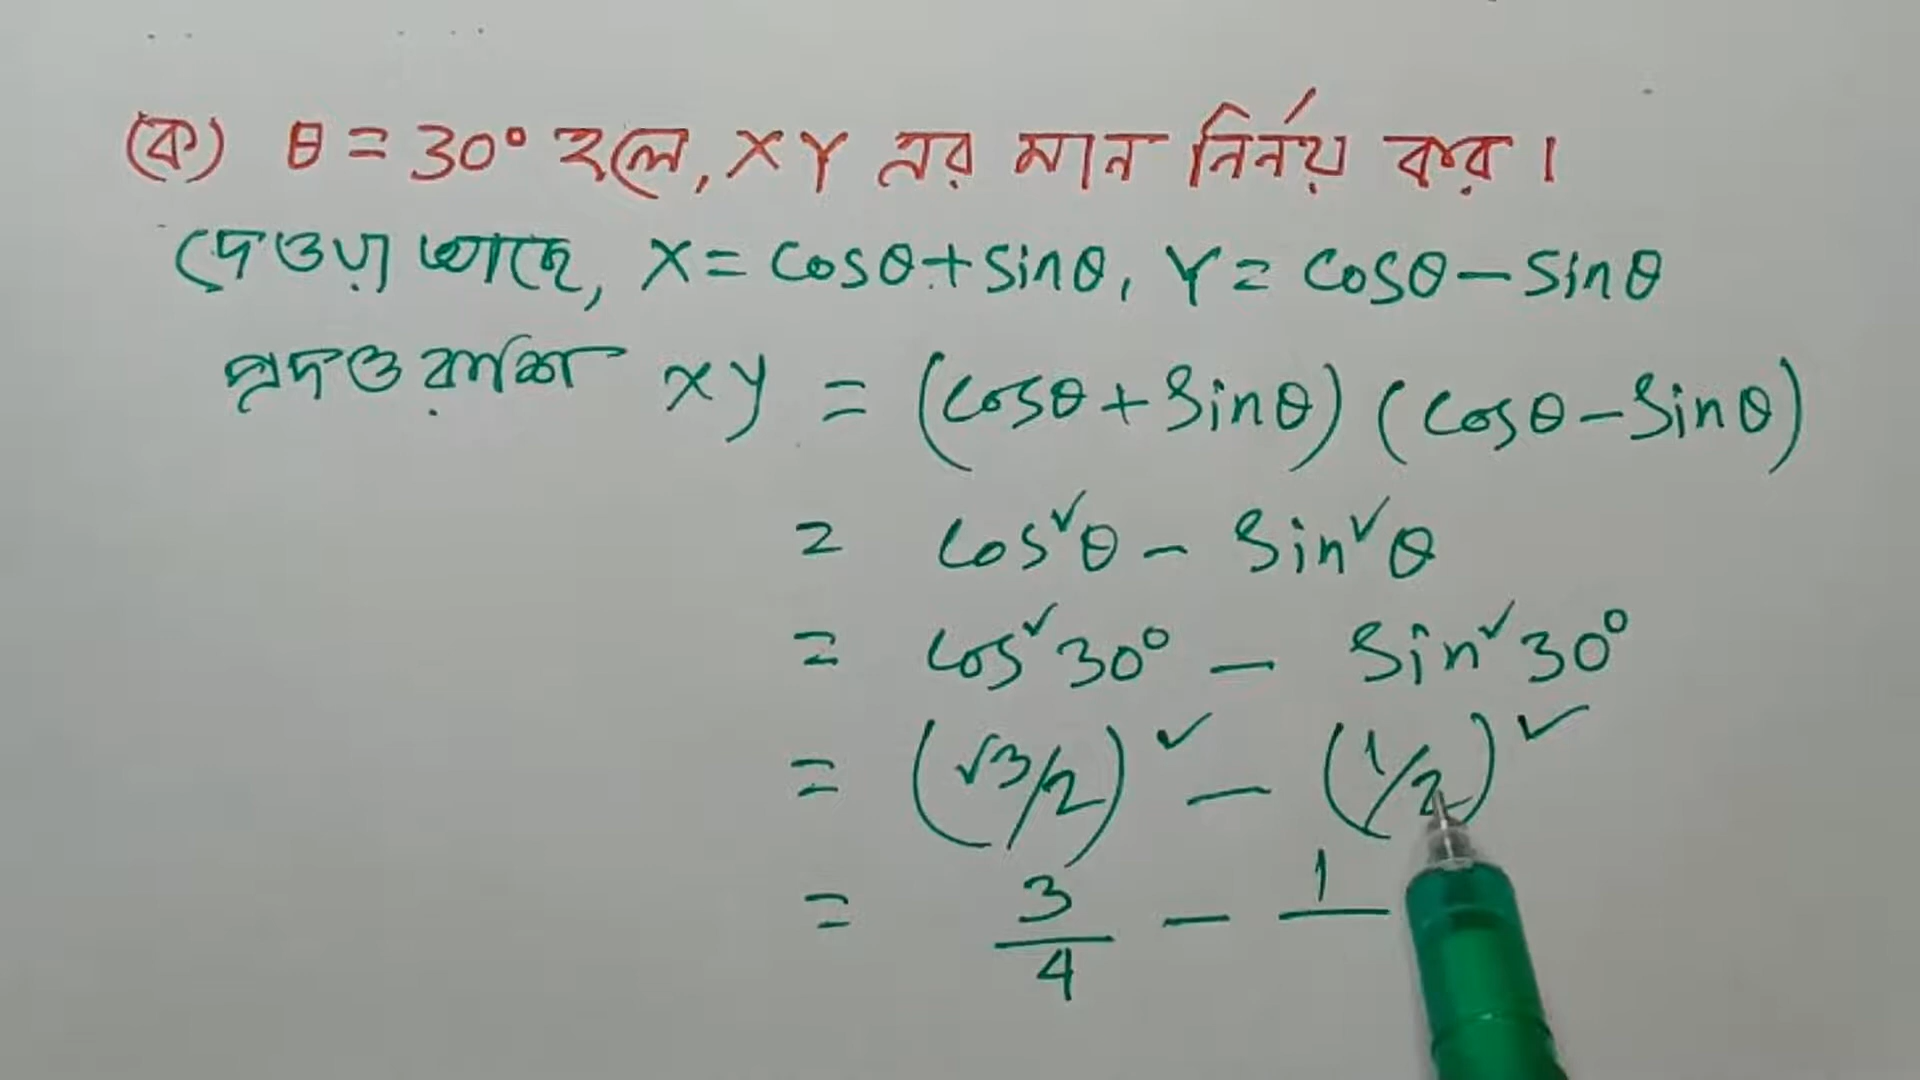 (ক) θ = 30° হলে, XY এর মান নির্নয় কর ।
দেওয়া আছে, X = Cosθ + Sinθ, Y = Cosθ - Sinθ
প্রদত্ত রাশি xy = (Cosθ + Sinθ) (Cosθ - Sinθ)
= Cos²θ - Sin²θ
= Cos²30° - Sin²30°
= (√3/2)² - (1/2)²
= 3/4 - 1/